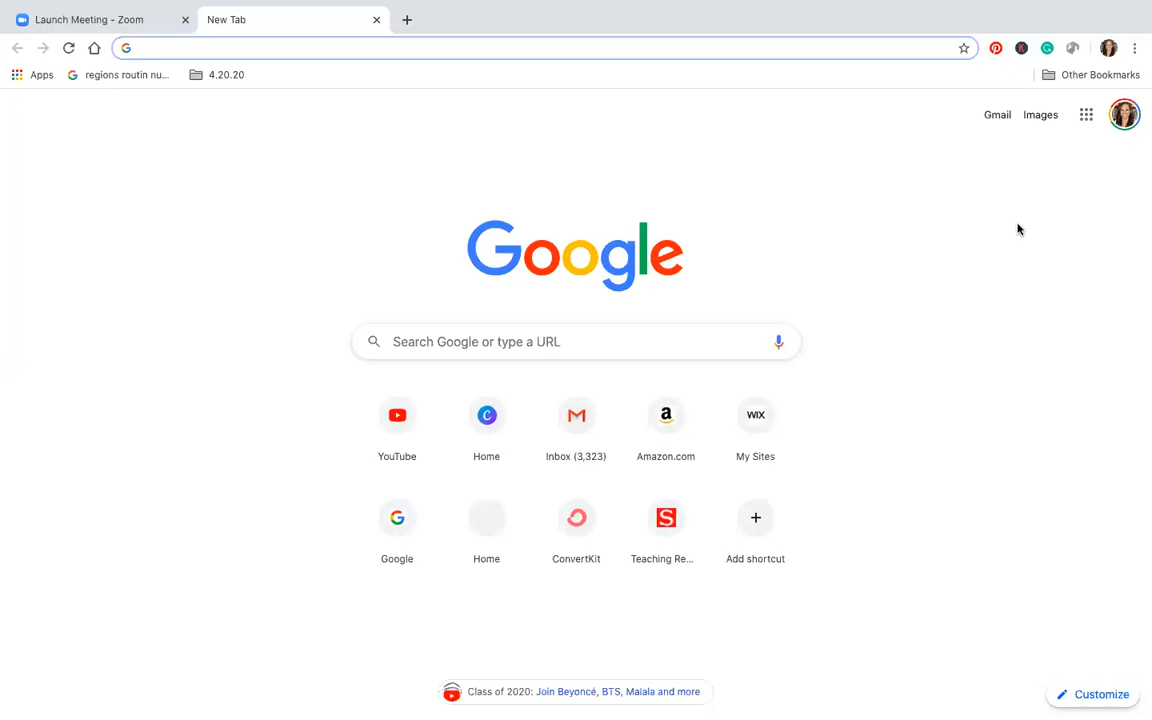 Launch Meeting - Zoom
New Tab
Apps
regions routin nu...
4.20.20
Other Bookmarks
Gmail
Images
Google
Search Google or type a URL
YouTube
Home
Inbox (3,323)
Amazon.com
WIX
My Sites
Google
Home
ConvertKit
Teaching Re...
Add shortcut
Class of 2020: Join Beyoncé, BTS, Malala and more
Customize